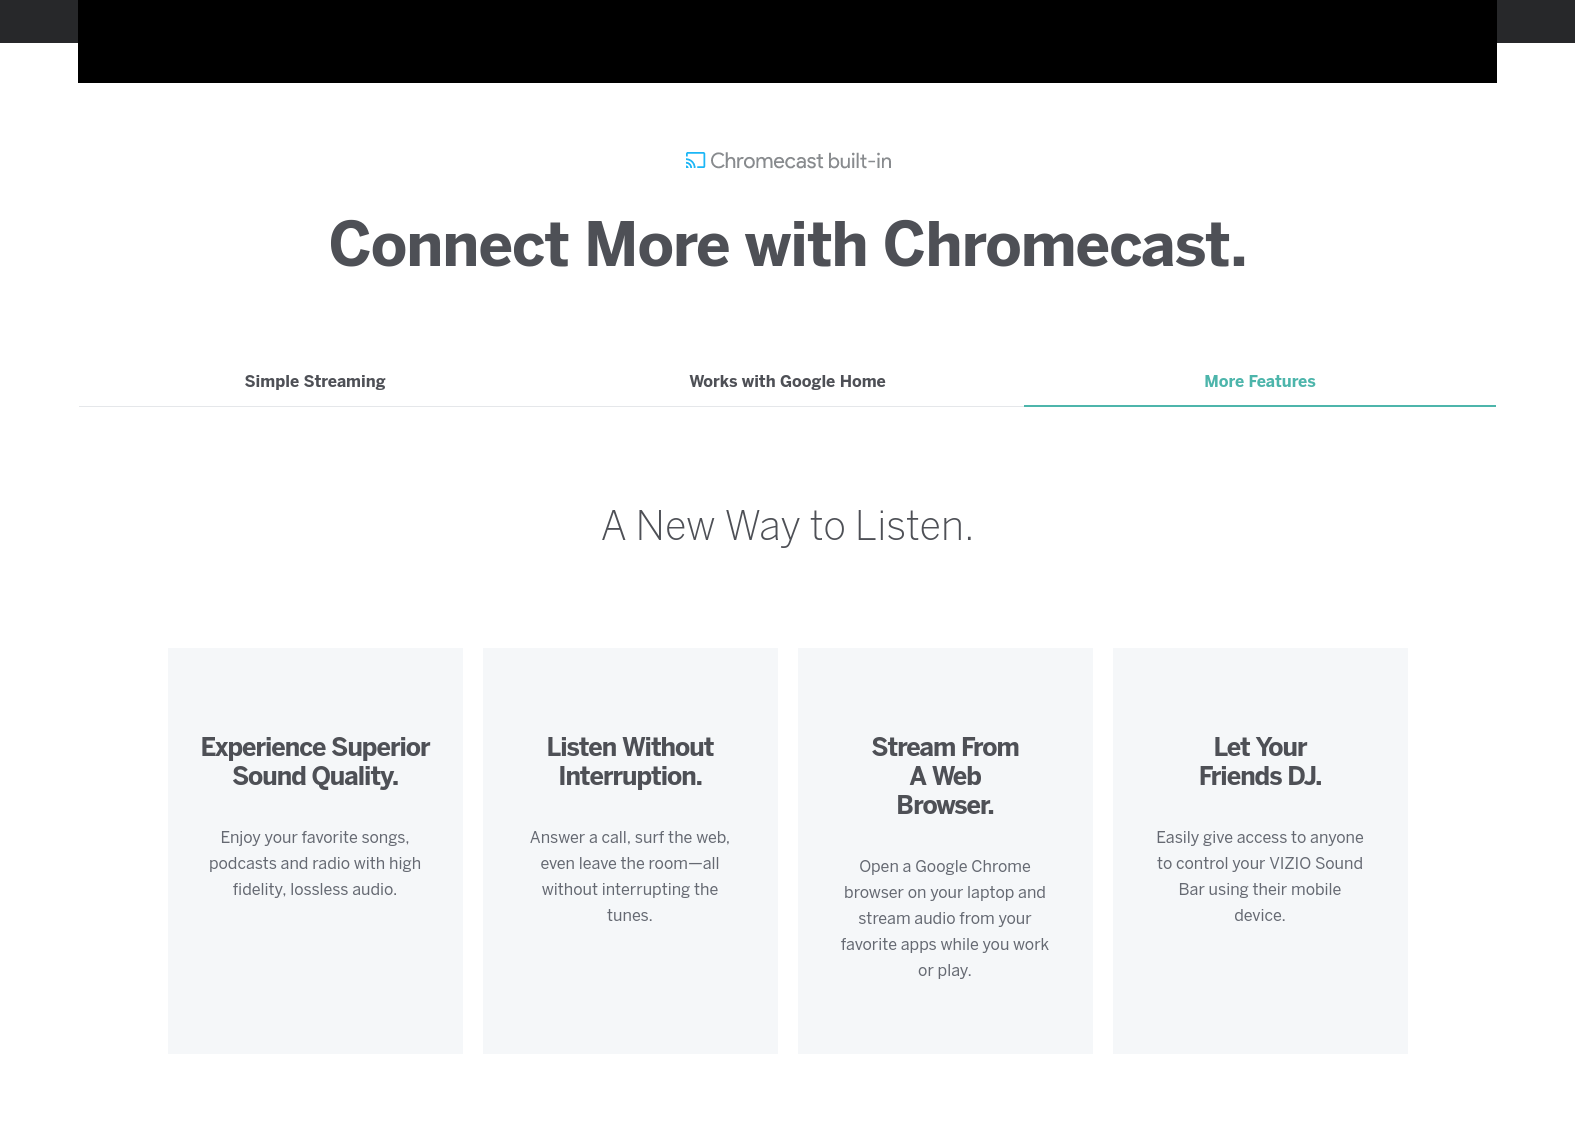 Chromecast built-in
Connect More with Chromecast.
Simple Streaming
Works with Google Home
More Features
A New Way to Listen.
Experience Superior
Sound Quality.
Enjoy your favorite songs,
podcasts and radio with high
fidelity, lossless audio.
Listen Without
Interruption.
Answer a call, surf the web,
even leave the room—all
without interrupting the
tunes.
Stream From
A Web
Browser.
Open a Google Chrome
browser on your laptop and
stream audio from your
favorite apps while you work
or play.
Let Your
Friends DJ.
Easily give access to anyone
to control your VIZIO Sound
Bar using their mobile
device.